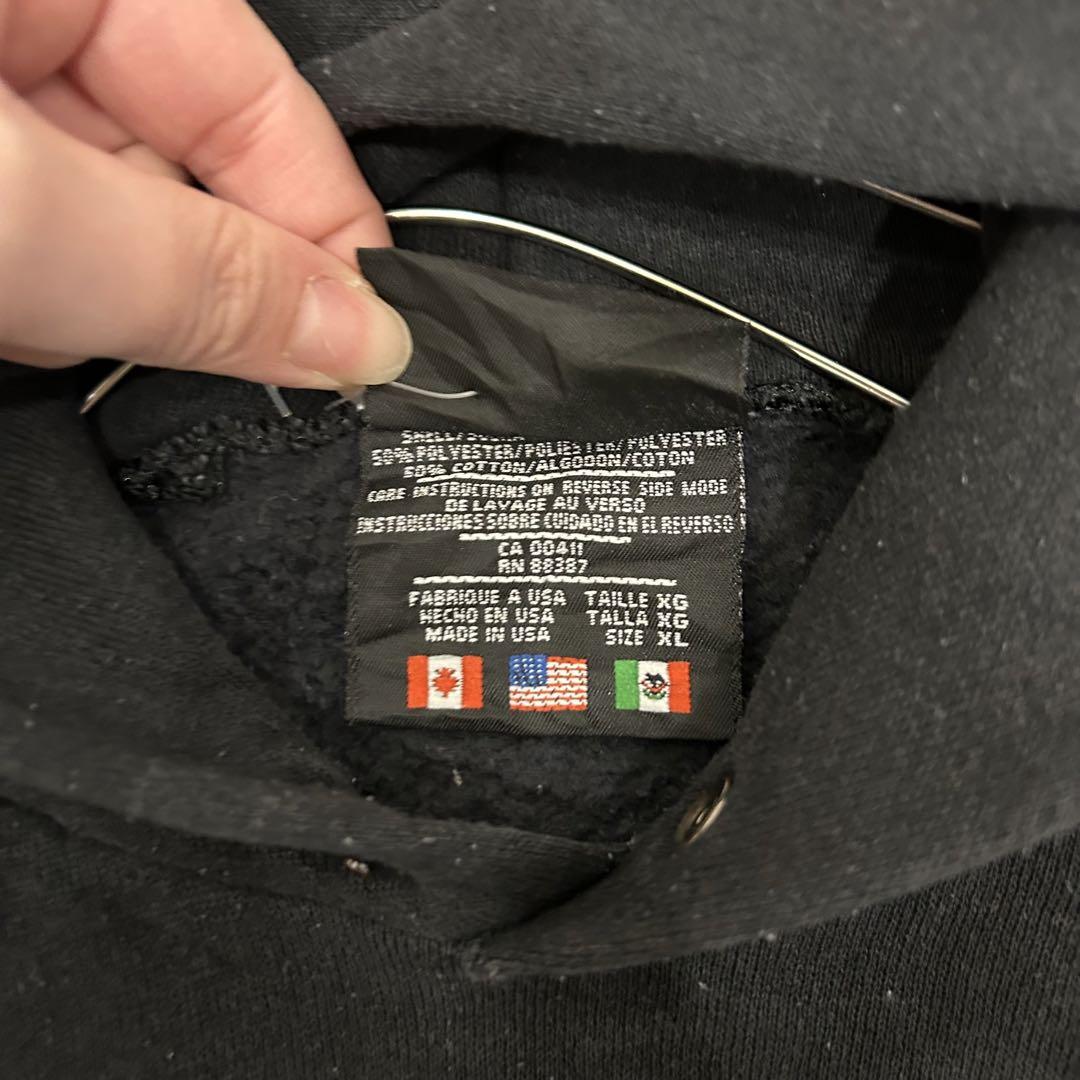 SHELL/
50% POLYESTER/POLIESTER/POLYESTER
50% COTTON/ALGODON/COTON
CARE INSTRUCTIONS ON REVERSE SIDE MODE
DE LAVAGE AU VERSO
INSTRUCCIONES SOBRE CUIDADO EN EL REVERSO
CA 00411
RN 88387
FABRIQUE A USA TAILLE XG
HECHO EN USA TALLA XG
MADE IN USA SIZE XL